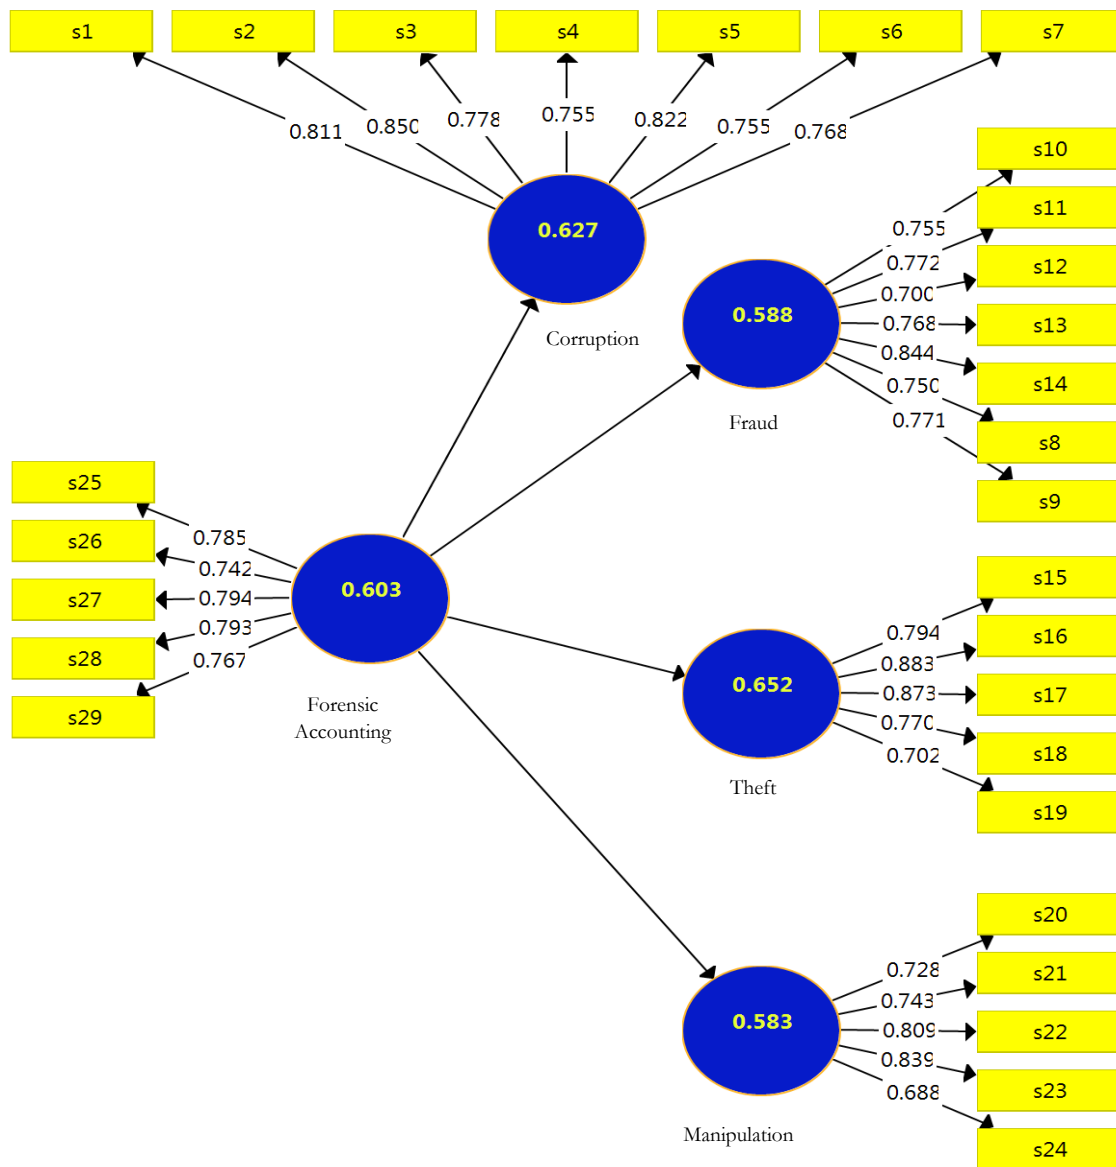 s1 s2 s3 s4 s5 s6 s7
0.811 0.850 0.778 0.755 0.822 0.755 0.768
0.627
Corruption
s10
s11
s12
s13
s14
s8
s9
0.755
0.772
0.700
0.768
0.844
0.750
0.771
0.588
Fraud
s25
s26
s27
s28
s29
0.785
0.742
0.794
0.793
0.767
0.603
Forensic
Accounting
s15
s16
s17
s18
s19
0.794
0.883
0.873
0.770
0.702
0.652
Theft
s20
s21
s22
s23
s24
0.728
0.743
0.809
0.839
0.688
0.583
Manipulation